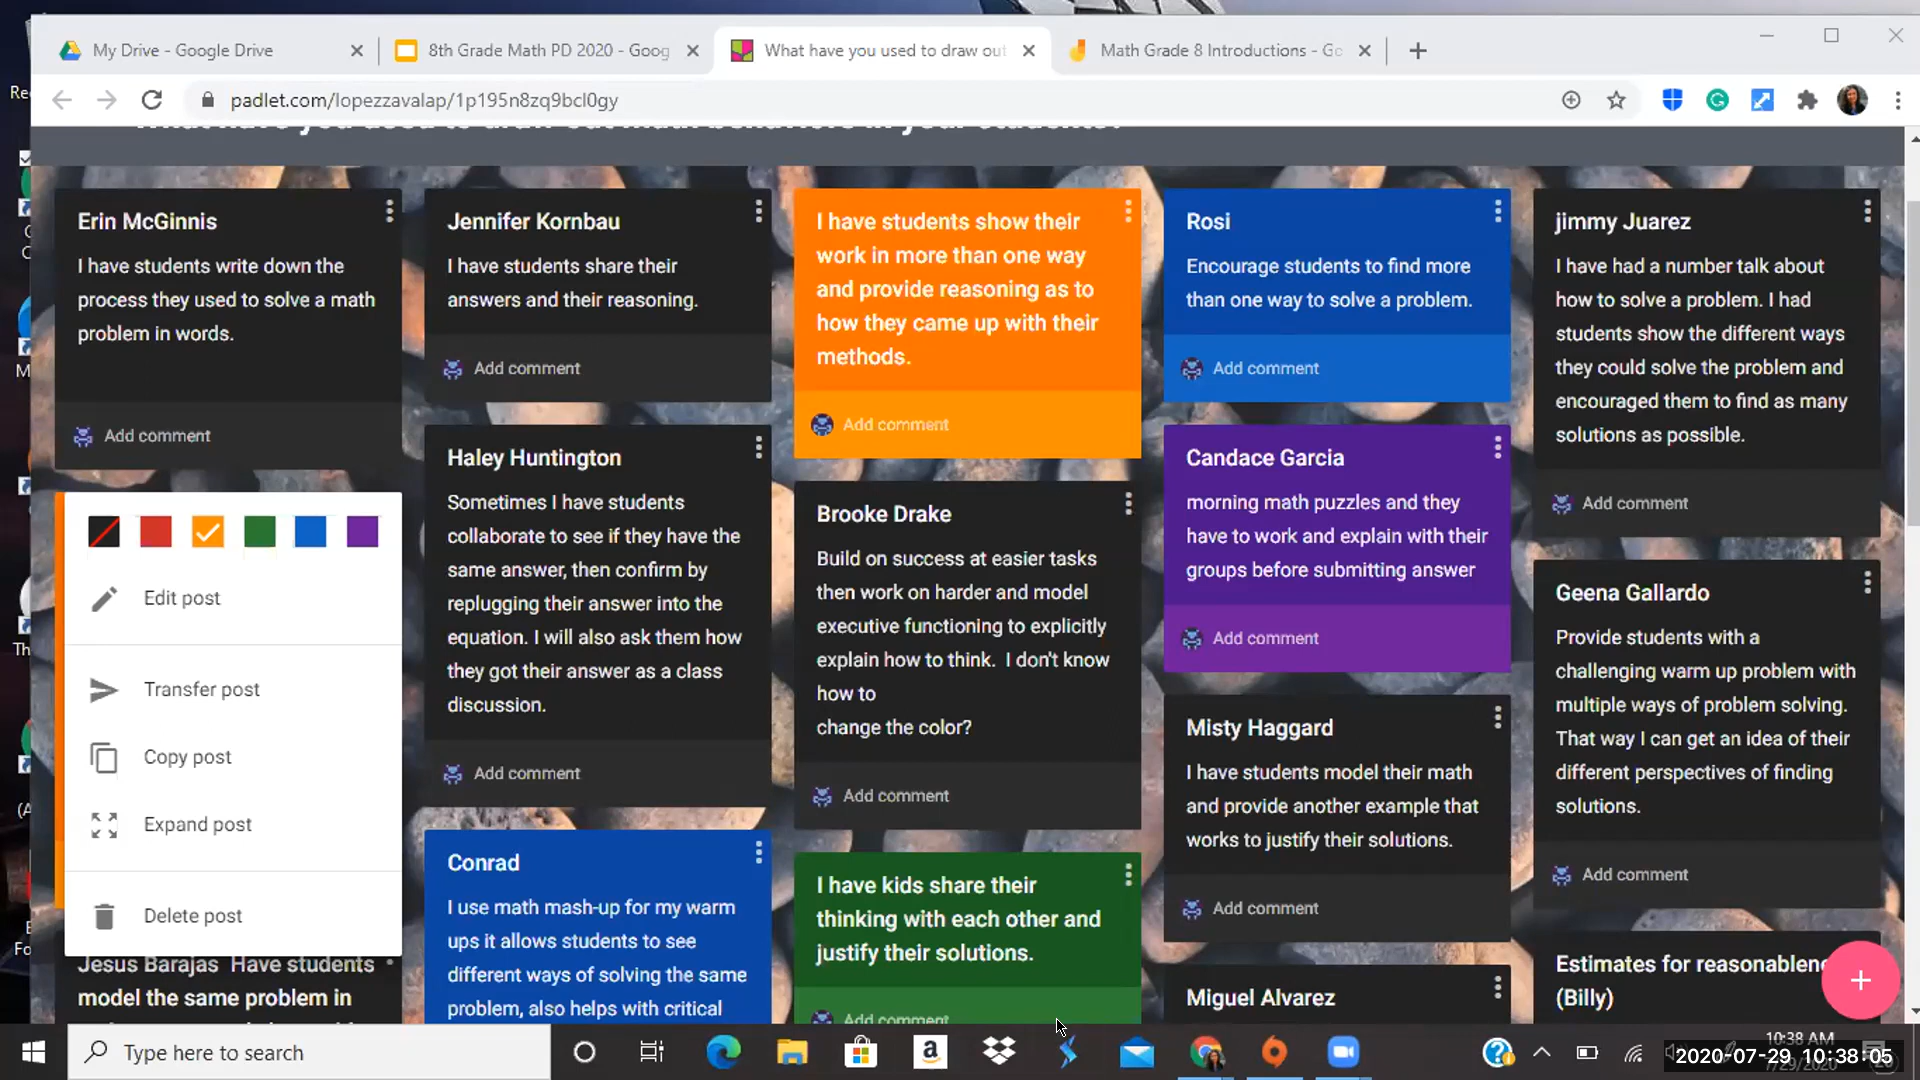 My Drive - Google Drive
8th Grade Math PD 2020 - Goog
What have you used to draw out
Math Grade 8 Introductions - Go
padlet.com/lopezzavalap/1p195n8zq9bcl0gy
What have you used to draw out math behaviors in your students?
Erin McGinnis
I have students write down the
process they used to solve a math
problem in words.
Add comment
Edit post
Transfer post
Copy post
Expand post
Delete post
Jesus Barajas Have students
model the same problem in
Jennifer Kornbau
I have students share their
answers and their reasoning.
Add comment
Haley Huntington
Sometimes I have students
collaborate to see if they have the
same answer, then confirm by
replugging their answer into the
equation. I will also ask them how
they got their answer as a class
discussion.
Add comment
Conrad
I use math mash-up for my warm
ups it allows students to see
different ways of solving the same
problem, also helps with critical
I have students show their
work in more than one way
and provide reasoning as to
how they came up with their
methods.
Add comment
Brooke Drake
Build on success at easier tasks
then work on harder and model
executive functioning to explicitly
explain how to think. I don't know
how to
change the color?
Add comment
I have kids share their
thinking with each other and
justify their solutions.
Add comment
Rosi
Encourage students to find more
than one way to solve a problem.
Add comment
Candace Garcia
morning math puzzles and they
have to work and explain with their
groups before submitting answer
Add comment
Misty Haggard
I have students model their math
and provide another example that
works to justify their solutions.
Add comment
Miguel Alvarez
jimmy Juarez
I have had a number talk about
how to solve a problem. I had
students show the different ways
they could solve the problem and
encouraged them to find as many
solutions as possible.
Add comment
Geena Gallardo
Provide students with a
challenging warm up problem with
multiple ways of problem solving.
That way I can get an idea of their
different perspectives of finding
solutions.
Add comment
Estimates for reasonablene
(Billy)
Type here to search
10:38 AM
2020-07-29 10:38:05